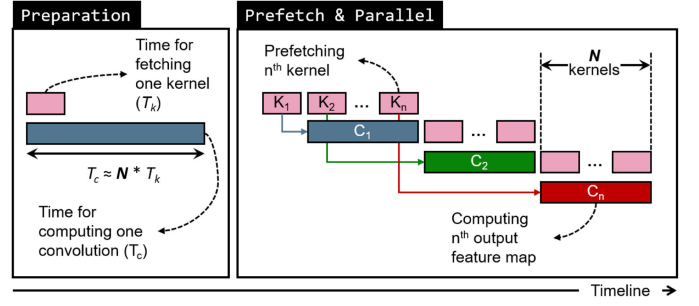 Preparation
Time for
fetching
one kernel
(Tk)
Tc ≈ N * Tk
Time for
computing one
convolution (Tc)
Prefetch & Parallel
Prefetching
nth kernel
N
kernels
K1 K2 ... Kn
C1
...
C2
...
Cn
Computing
nth output
feature map
Timeline